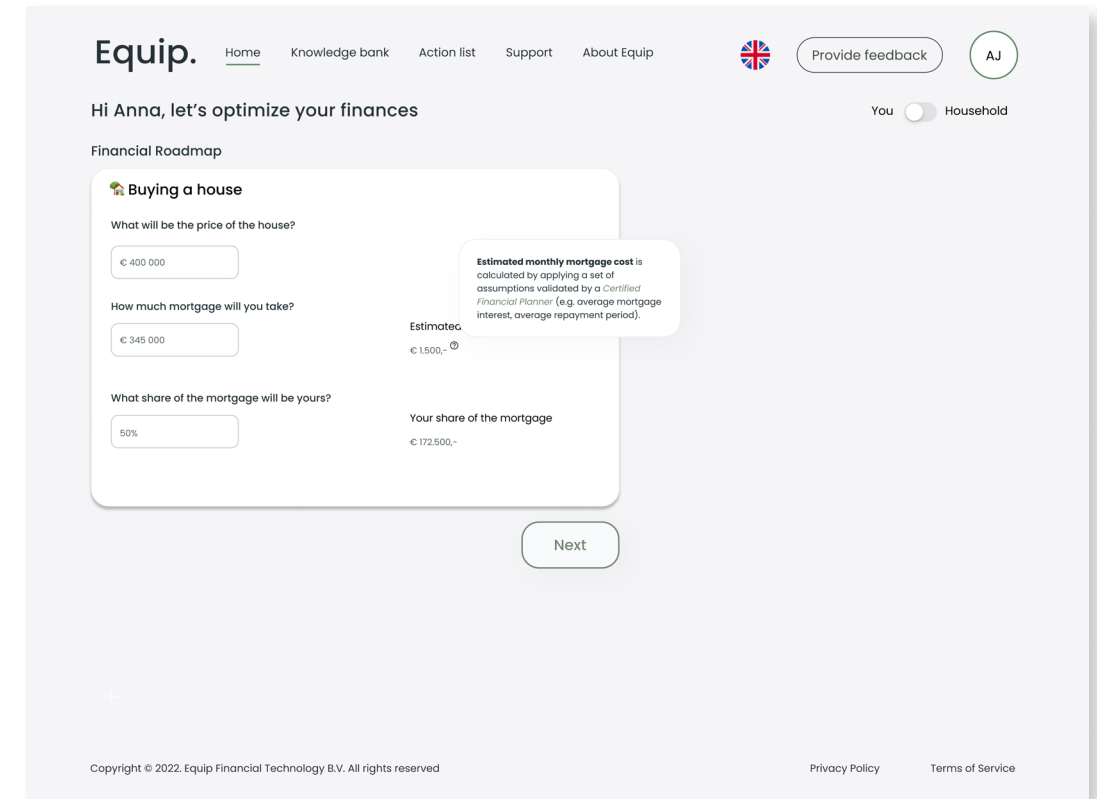 Equip.
Home
Knowledge bank
Action list
Support
About Equip
Provide feedback
AJ
Hi Anna, let’s optimize your finances
You
Household
Financial Roadmap
Buying a house
What will be the price of the house?
€ 400 000
Estimated monthly mortgage cost is
calculated by applying a set of
assumptions validated by a Certified
Financial Planner (e.g. average mortgage
interest, average repayment period).
How much mortgage will you take?
€ 345 000
Estimated
€ 1.500,-
What share of the mortgage will be yours?
50%
Your share of the mortgage
€ 172.500,-
Next
Copyright © 2022. Equip Financial Technology B.V. All rights reserved
Privacy Policy
Terms of Service